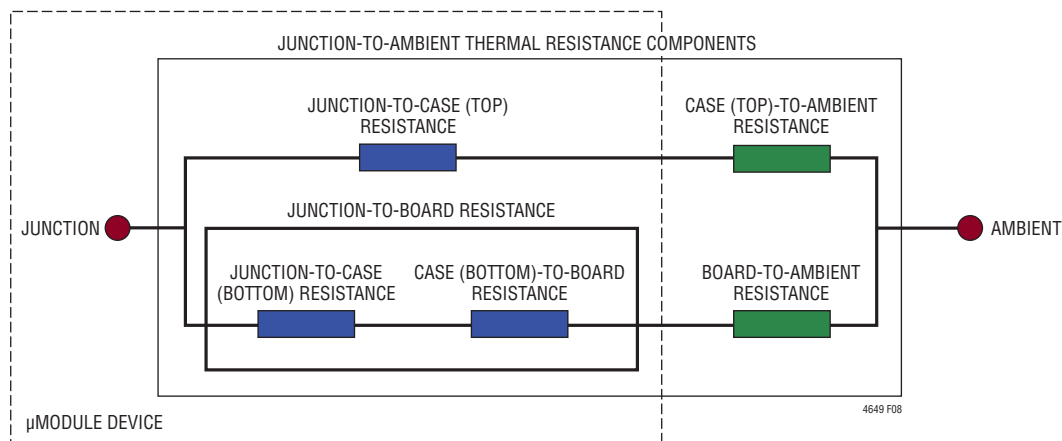 JUNCTION-TO-AMBIENT THERMAL RESISTANCE COMPONENTS
JUNCTION-TO-CASE (TOP)
RESISTANCE
CASE (TOP)-TO-AMBIENT
RESISTANCE
JUNCTION
JUNCTION-TO-BOARD RESISTANCE
AMBIENT
JUNCTION-TO-CASE
(BOTTOM) RESISTANCE
CASE (BOTTOM)-TO-BOARD
RESISTANCE
BOARD-TO-AMBIENT
RESISTANCE
4649 F08
µMODULE DEVICE